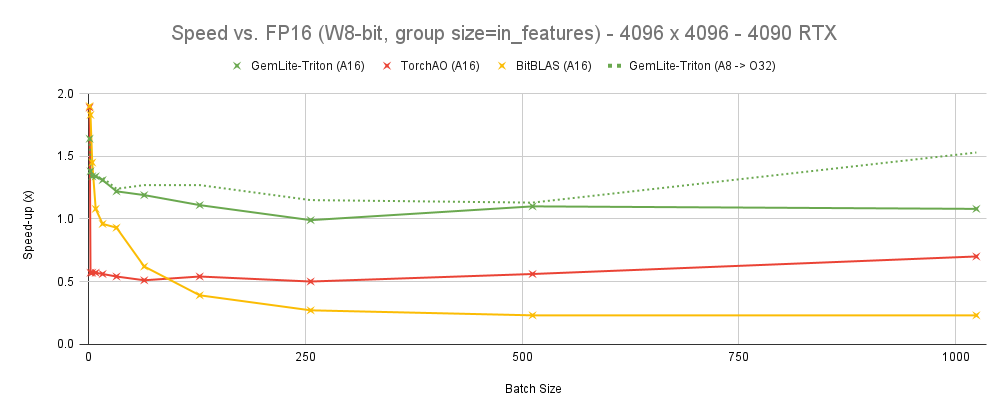 Speed vs. FP16 (W8-bit, group size=in_features) - 4096 x 4096 - 4090 RTX
GemLite-Triton (A16) TorchAO (A16) BitBLAS (A16) GemLite-Triton (A8 -> O32)
2.0
1.5
1.0
0.5
0.0
Speed-up (x)
0 250 500 750 1000
Batch Size